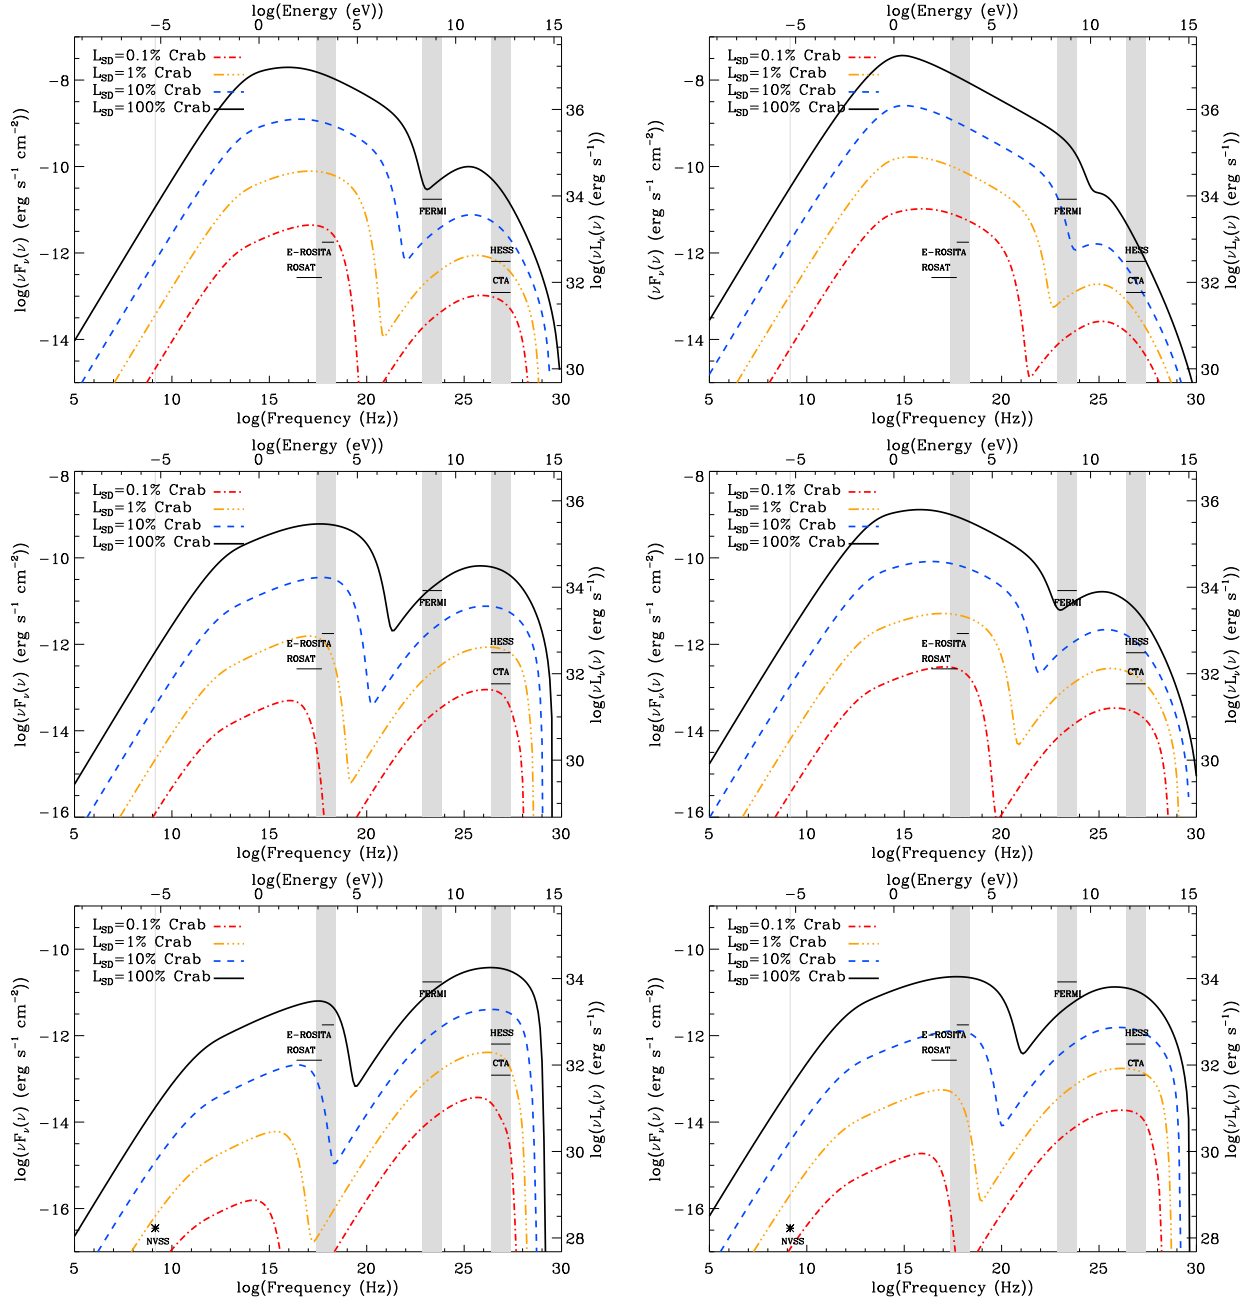 log(Energy (eV))
−5 0 5 10 15
L_SD=0.1% Crab
L_SD=1% Crab
L_SD=10% Crab
L_SD=100% Crab
−8
−10
−12
−14
36
34
32
30
log(νF_ν(ν) (erg s⁻¹ cm⁻²))
log(νL_ν(ν) (erg s⁻¹))
FERMI
E-ROSITA
ROSAT
HESS
CTA
5 10 15 20 25 30
log(Frequency (Hz))
log(Energy (eV))
−5 0 5 10 15
L_SD=0.1% Crab
L_SD=1% Crab
L_SD=10% Crab
L_SD=100% Crab
−8
−10
−12
−14
36
34
32
30
(νF_ν(ν) (erg s⁻¹ cm⁻²))
log(νL_ν(ν) (erg s⁻¹))
FERMI
E-ROSITA
ROSAT
HESS
CTA
5 10 15 20 25 30
log(Frequency (Hz))
log(Energy (eV))
−5 0 5 10 15
L_SD=0.1% Crab
L_SD=1% Crab
L_SD=10% Crab
L_SD=100% Crab
−8
−10
−12
−14
−16
36
34
32
30
log(νF_ν(ν) (erg s⁻¹ cm⁻²))
log(νL_ν(ν) (erg s⁻¹))
FERMI
E-ROSITA
ROSAT
HESS
CTA
5 10 15 20 25 30
log(Frequency (Hz))
log(Energy (eV))
−5 0 5 10 15
L_SD=0.1% Crab
L_SD=1% Crab
L_SD=10% Crab
L_SD=100% Crab
−8
−10
−12
−14
−16
36
34
32
30
log(νF_ν(ν) (erg s⁻¹ cm⁻²))
log(νL_ν(ν) (erg s⁻¹))
FERMI
E-ROSITA
ROSAT
HESS
CTA
5 10 15 20 25 30
log(Frequency (Hz))
log(Energy (eV))
−5 0 5 10 15
L_SD=0.1% Crab
L_SD=1% Crab
L_SD=10% Crab
L_SD=100% Crab
−10
−12
−14
−16
34
32
30
28
log(νF_ν(ν) (erg s⁻¹ cm⁻²))
log(νL_ν(ν) (erg s⁻¹))
FERMI
E-ROSITA
ROSAT
HESS
CTA
NVSS
5 10 15 20 25 30
log(Frequency (Hz))
log(Energy (eV))
−5 0 5 10 15
L_SD=0.1% Crab
L_SD=1% Crab
L_SD=10% Crab
L_SD=100% Crab
−10
−12
−14
−16
34
32
30
28
log(νF_ν(ν) (erg s⁻¹ cm⁻²))
log(νL_ν(ν) (erg s⁻¹))
FERMI
E-ROSITA
ROSAT
HESS
CTA
NVSS
5 10 15 20 25 30
log(Frequency (Hz))